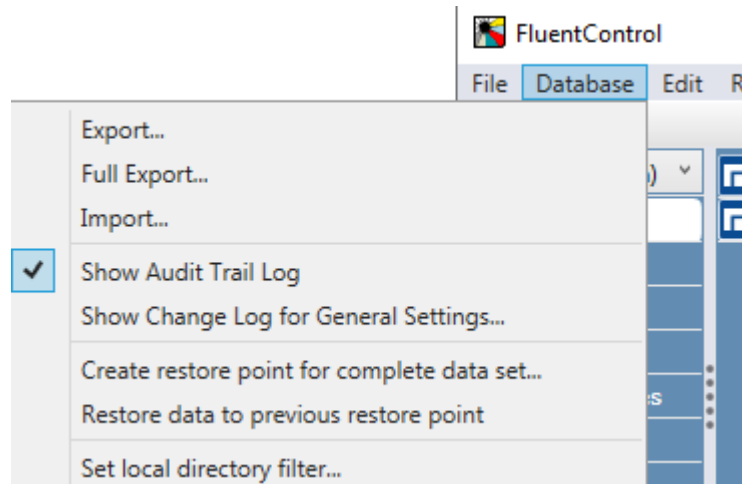 FluentControl
File Database Edit R
Export...
Full Export...
Import...
Show Audit Trail Log
Show Change Log for General Settings...
Create restore point for complete data set...
Restore data to previous restore point
Set local directory filter...